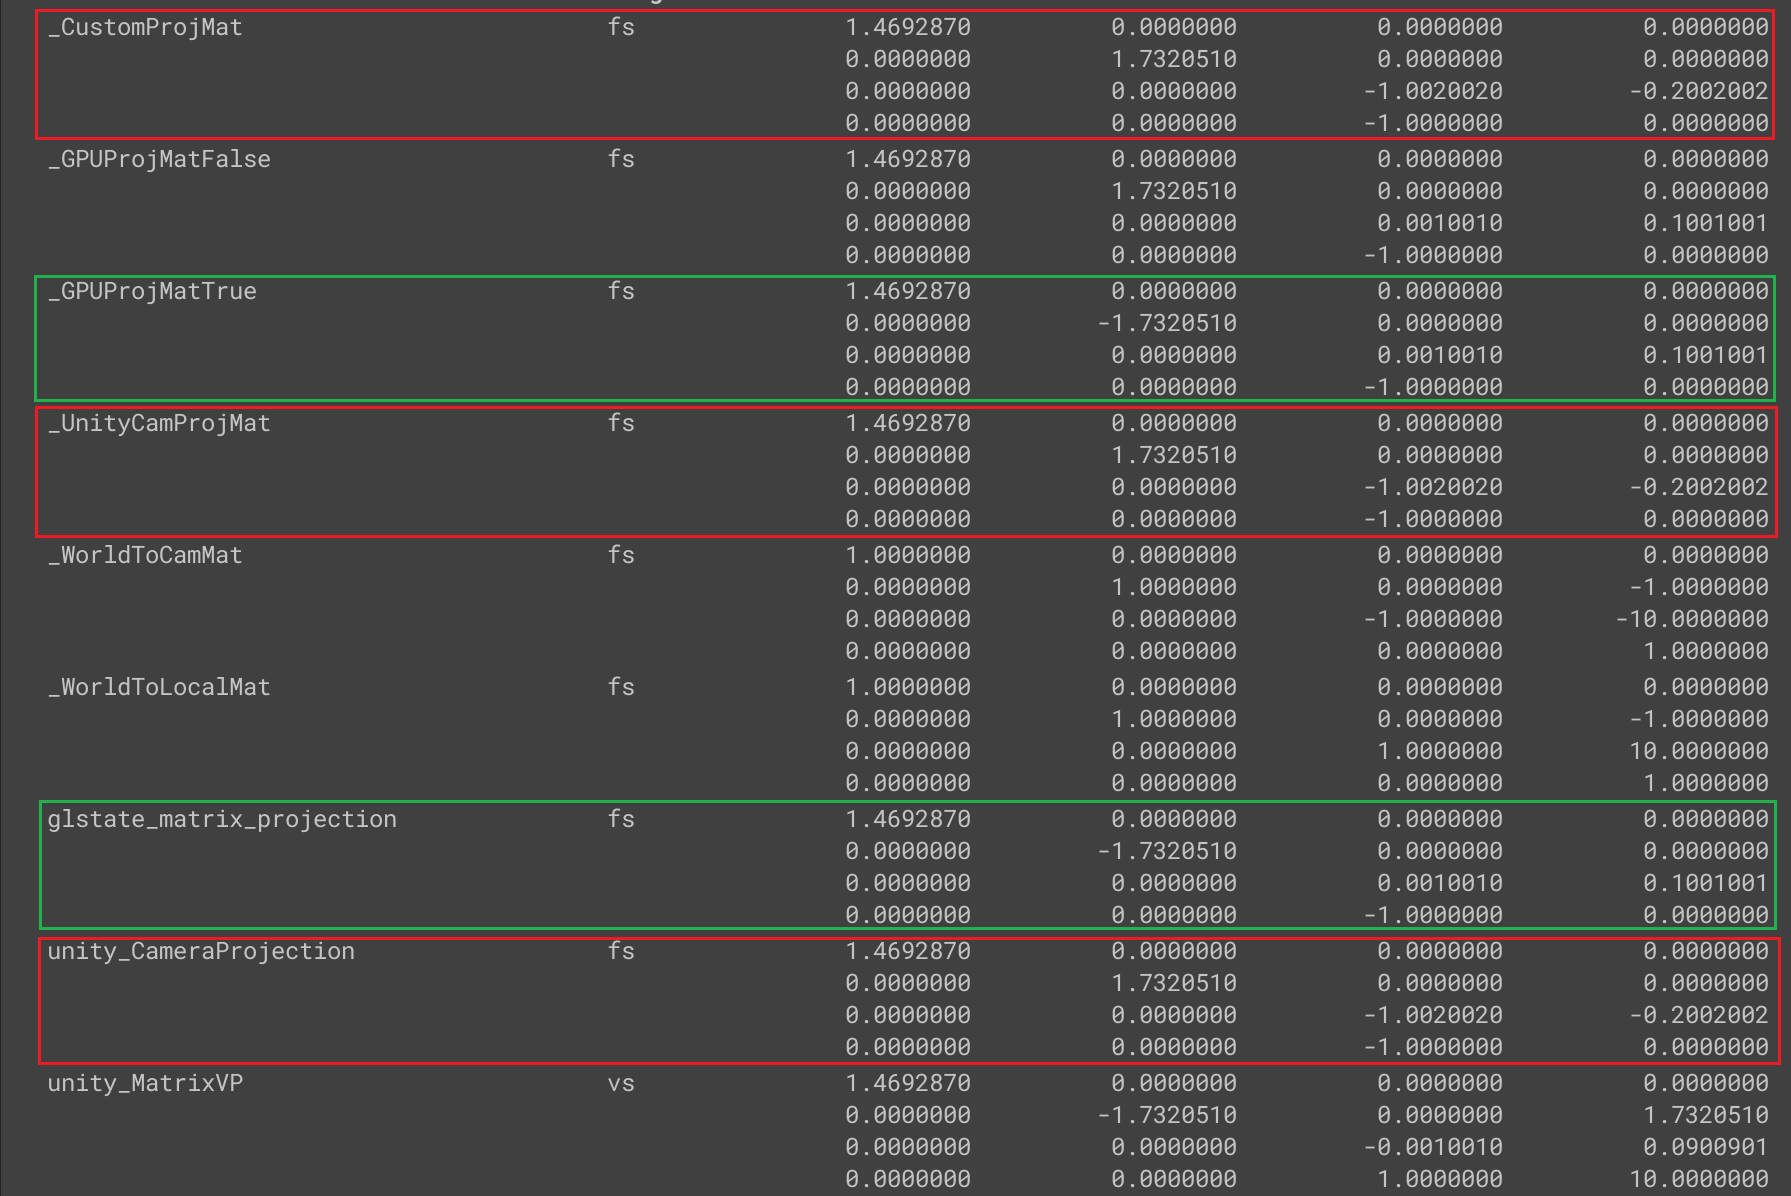 _CustomProjMat fs 1.4692870 0.0000000 0.0000000 0.0000000
0.0000000 1.7320510 0.0000000 0.0000000
0.0000000 0.0000000 -1.0020020 -0.2002002
0.0000000 0.0000000 -1.0000000 0.0000000
_GPUProjMatFalse fs 1.4692870 0.0000000 0.0000000 0.0000000
0.0000000 1.7320510 0.0000000 0.0000000
0.0000000 0.0000000 0.0010010 0.1001001
0.0000000 0.0000000 -1.0000000 0.0000000
_GPUProjMatTrue fs 1.4692870 0.0000000 0.0000000 0.0000000
0.0000000 -1.7320510 0.0000000 0.0000000
0.0000000 0.0000000 0.0010010 0.1001001
0.0000000 0.0000000 -1.0000000 0.0000000
_UnityCamProjMat fs 1.4692870 0.0000000 0.0000000 0.0000000
0.0000000 1.7320510 0.0000000 0.0000000
0.0000000 0.0000000 -1.0020020 -0.2002002
0.0000000 0.0000000 -1.0000000 0.0000000
_WorldToCamMat fs 1.0000000 0.0000000 0.0000000 0.0000000
0.0000000 1.0000000 0.0000000 -1.0000000
0.0000000 0.0000000 -1.0000000 -10.0000000
0.0000000 0.0000000 0.0000000 1.0000000
_WorldToLocalMat fs 1.0000000 0.0000000 0.0000000 0.0000000
0.0000000 1.0000000 0.0000000 -1.0000000
0.0000000 0.0000000 1.0000000 10.0000000
0.0000000 0.0000000 0.0000000 1.0000000
glstate_matrix_projection fs 1.4692870 0.0000000 0.0000000 0.0000000
0.0000000 -1.7320510 0.0000000 0.0000000
0.0000000 0.0000000 0.0010010 0.1001001
0.0000000 0.0000000 -1.0000000 0.0000000
unity_CameraProjection fs 1.4692870 0.0000000 0.0000000 0.0000000
0.0000000 1.7320510 0.0000000 0.0000000
0.0000000 0.0000000 -1.0020020 -0.2002002
0.0000000 0.0000000 -1.0000000 0.0000000
unity_MatrixVP vs 1.4692870 0.0000000 0.0000000 0.0000000
0.0000000 -1.7320510 0.0000000 1.7320510
0.0000000 0.0000000 -0.0010010 0.0900901
0.0000000 0.0000000 1.0000000 10.0000000